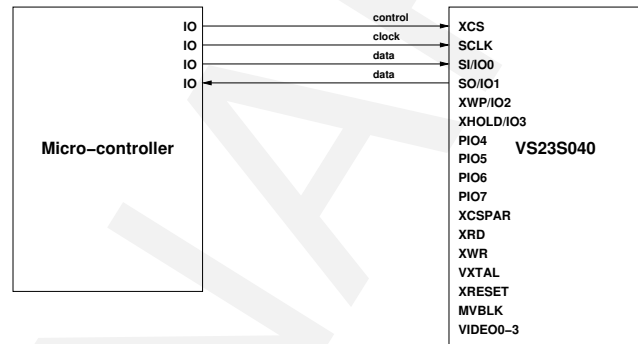 control
IO XCS
clock
IO SCLK
data
IO SI/IO0
data
IO SO/IO1
XWP/IO2
XHOLD/IO3
PIO4
Micro−controller VS23S040
PIO5
PIO6
PIO7
XCSPAR
XRD
XWR
VXTAL
XRESET
MVBLK
VIDEO0−3